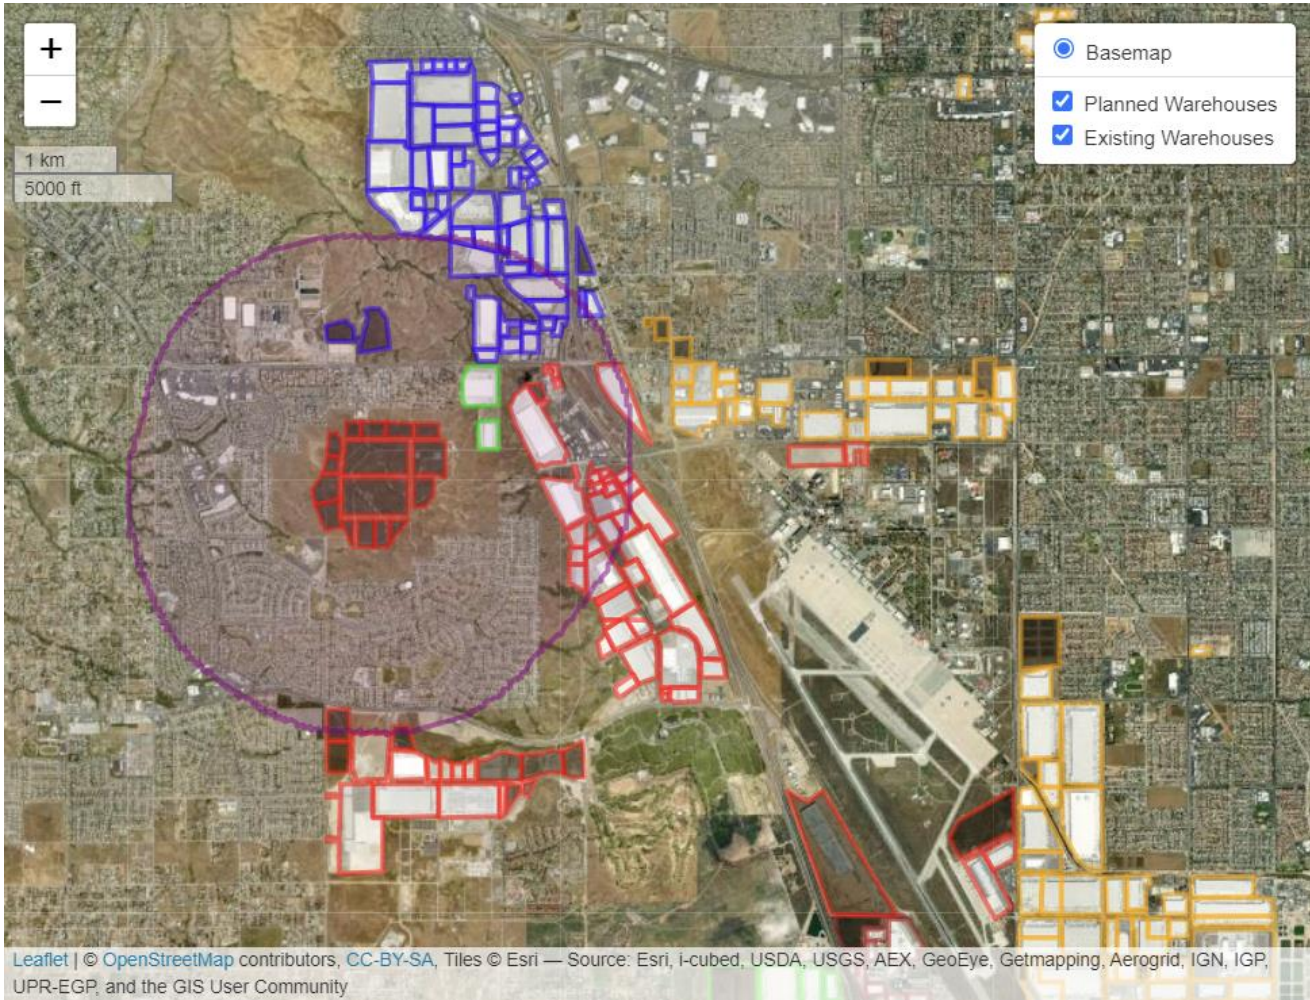 +
−
Basemap
Planned Warehouses
Existing Warehouses
1 km
5000 ft
Leaflet | © OpenStreetMap contributors, CC-BY-SA, Tiles © Esri — Source: Esri, i-cubed, USDA, USGS, AEX, GeoEye, Getmapping, Aerogrid, IGN, IGP,
UPR-EGP, and the GIS User Community